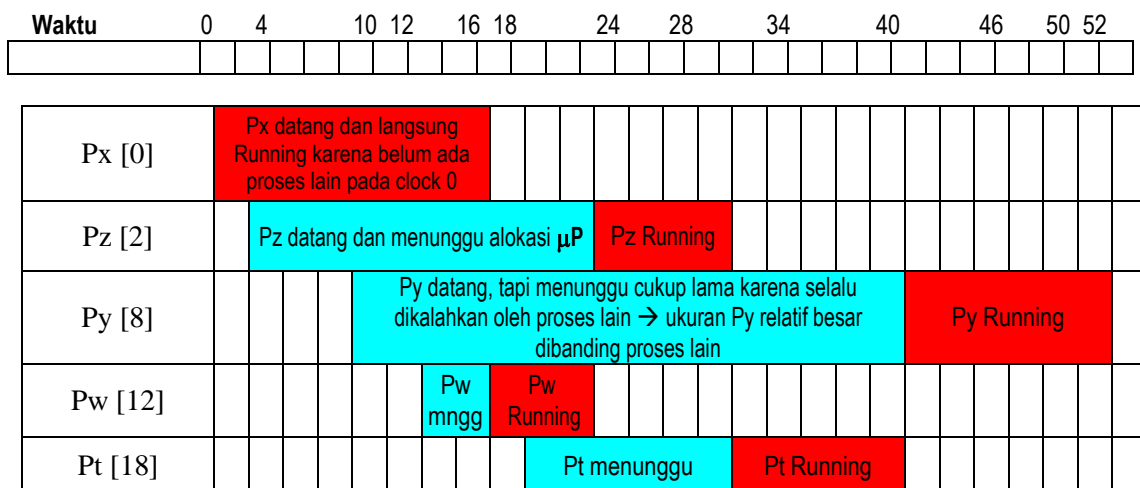 Waktu 0 4 10 12 16 18 24 28 34 40 46 50 52
Px [0]
Px datang dan langsung
Running karena belum ada
proses lain pada clock 0
Pz [2]
Pz datang dan menunggu alokasi µP
Pz Running
Py [8]
Py datang, tapi menunggu cukup lama karena selalu
dikalahkan oleh proses lain → ukuran Py relatif besar
dibanding proses lain
Py Running
Pw [12]
Pw
mngg
Pw
Running
Pt [18]
Pt menunggu
Pt Running